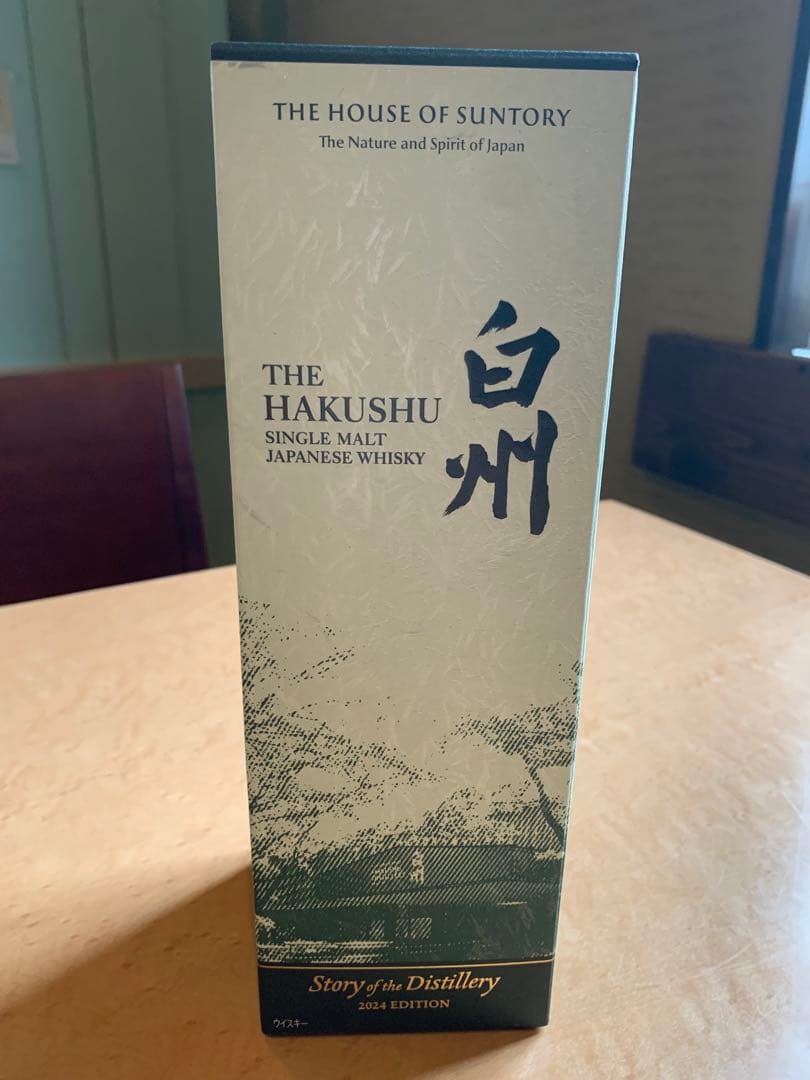 THE HOUSE OF SUNTORY
The Nature and Spirit of Japan
THE
HAKUSHU
SINGLE MALT
JAPANESE WHISKY
白州
Story of the Distillery
2024 EDITION
ウイスキー